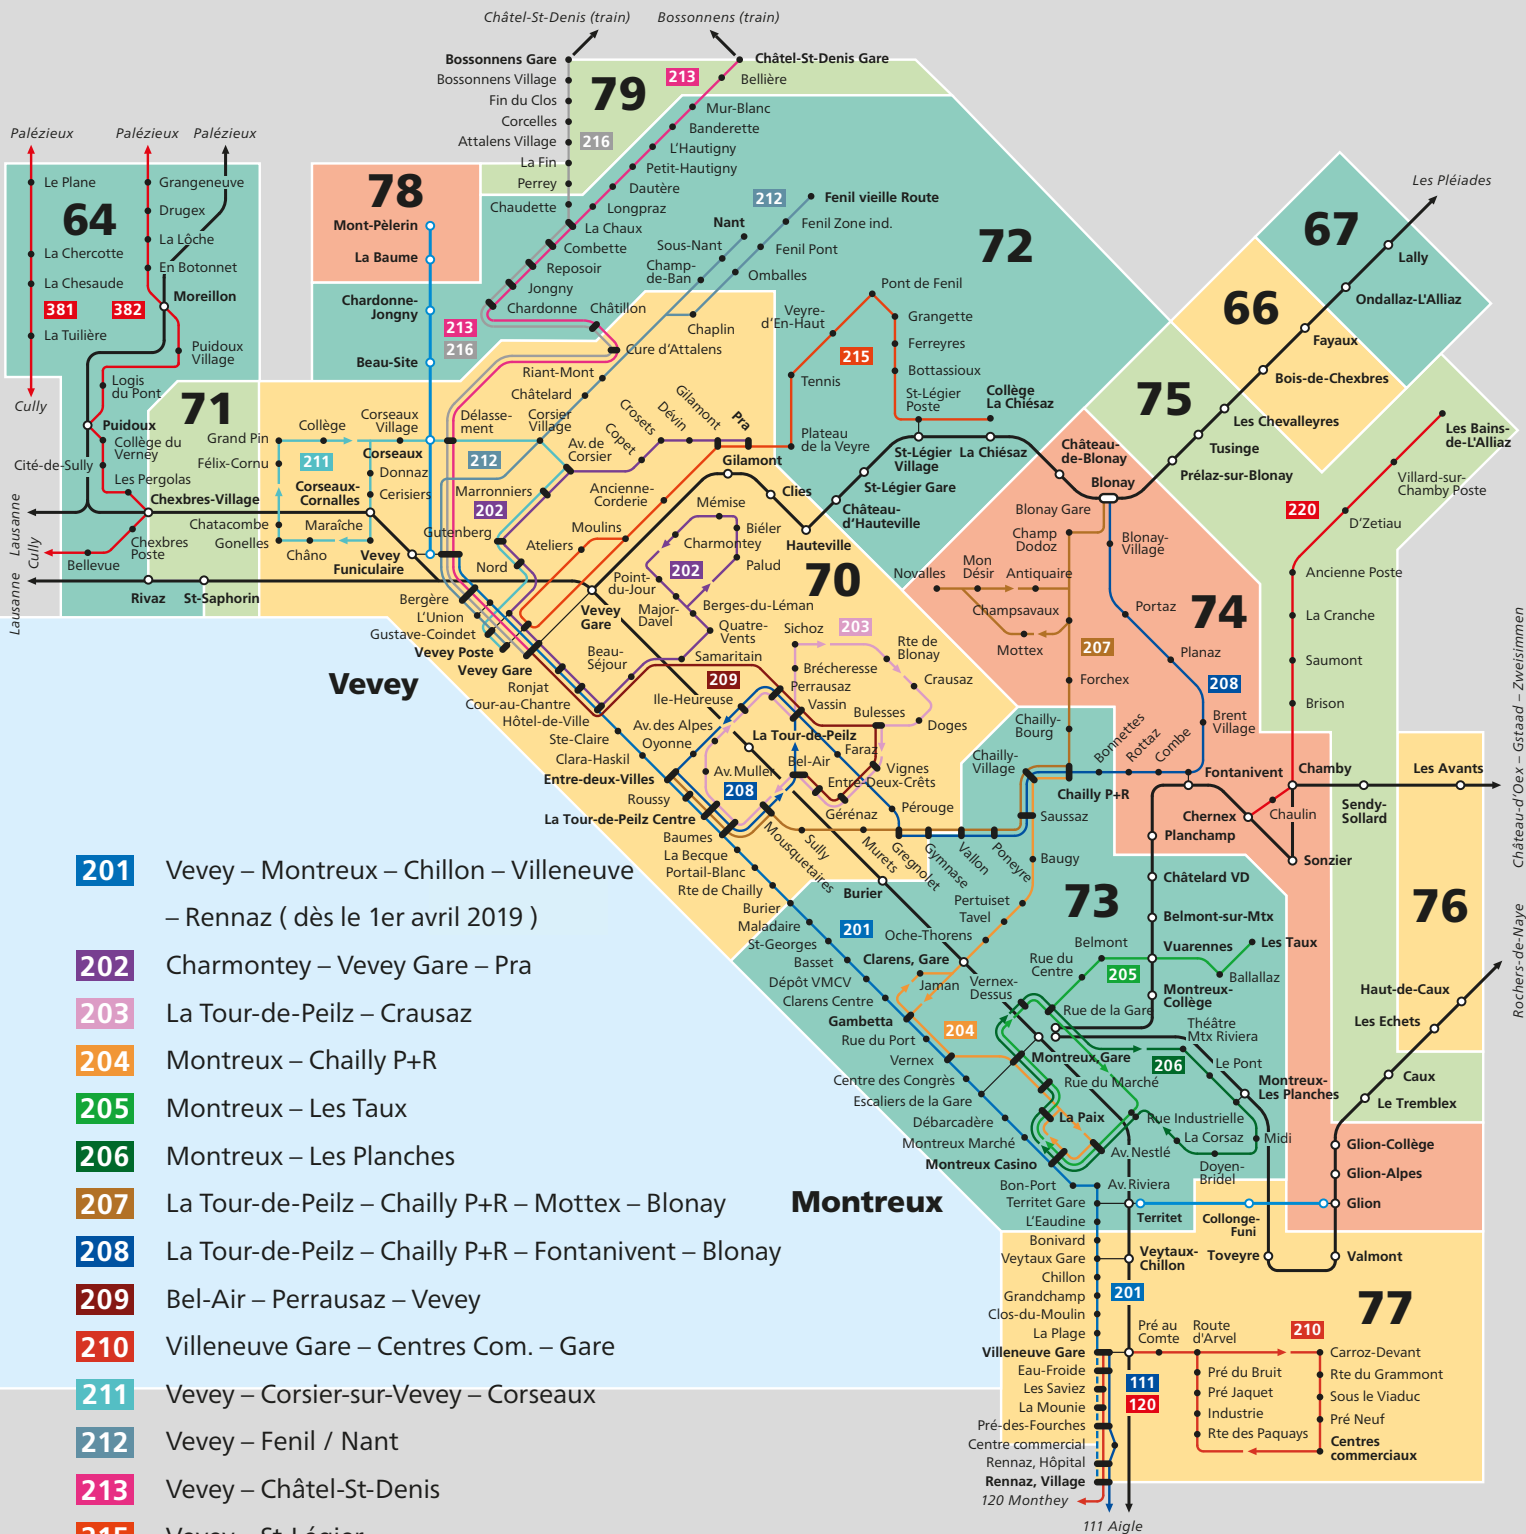 Châtel-St-Denis (train)
Bossonnens (train)
Bossonnens Gare
Bossonnens Village
Fin du Clos
Corcelles
Attalens Village
La Fin
Perrey
Chaudette
79
216
213
Châtel-St-Denis Gare
Bellière
Mur-Blanc
Banderette
L'Hautigny
Petit-Hautigny
Dautère
Longpraz
La Chaux
Combette
Reposoir
Jongny
Chardonne
Châtillon
Cure d'Attalens
Palézieux
Palézieux
Palézieux
Le Plane
64
La Chercotte
La Chesaude
381
La Tuilière
Cully
Grangeneuve
Drugex
La Lôche
En Botonnet
382
Moreillon
Puidoux
Village
Logis
du Pont
Puidoux
Collège du
Verney
Cité-de-Sully
Les Pergolas
Chexbres-Village
Chexbres
Poste
Bellevue
Lausanne
Cully
Lausanne
Rivaz
St-Saphorin
78
Mont-Pèlerin
La Baume
Chardonne-
Jongny
Beau-Site
213
216
71
Grand Pin
Collège
Corseaux
Village
Félix-Cornu
211
Corseaux
Donnaz
Corseaux-
Cornalles
Cerisiers
Chatacombe
Maraîche
Gonelles
Châno
Vevey
Funiculaire
Délasse-
ment
212
Corsier
Village
Châtelard
Riant-Mont
Av. de
Corsier
Marronniers
202
Gutenberg
Nord
Bergère
L'Union
Gustave-Coindet
Vevey Poste
Vevey Gare
Ronjat
Cour-au-Chantre
Hôtel-de-Ville
Ste-Claire
Clara-Haskil
Entre-deux-Villes
Roussy
La Tour-de-Peilz Centre
Baumes
La Becque
Portail-Blanc
Rte de Chailly
Burier
Maladaire
St-Georges
Basset
Dépôt VMCV
Clarens Centre
Gambetta
Rue du Port
Vernex
Centre des Congrès
Escaliers de la Gare
Débarcadère
Montreux Marché
Montreux Casino
Bon-Port
Territet Gare
L'Eaudine
Bonivard
Veytaux Gare
Chillon
Grandchamp
Clos-du-Moulin
La Plage
Villeneuve Gare
Eau-Froide
Les Saviez
La Mounie
Pré-des-Fourches
Centre commercial
Rennaz, Hôpital
Rennaz, Village
120 Monthey
111 Aigle
Nant
Sous-Nant
Champ-
de-Ban
Chaplin
212
Fenil vieille Route
Fenil Zone ind.
Fenil Pont
Omballes
72
Pont de Fenil
Veyre-
d'En-Haut
Grangette
Ferreyres
215
Bottassioux
Tennis
St-Légier
Poste
Collège
La Chiésaz
Plateau
de la Veyre
St-Légier
Village
La Chiésaz
St-Légier Gare
Château-
d'Hauteville
Hauteville
Clies
Gilamont
Pra
Gilamont
Dévin
Crosets
Copet
Ancienne-
Corderie
Moulins
Ateliers
Mémise
Biéler
Charmontey
Palud
202
70
Point-
du-Jour
Major-
Davel
Berges-du-Léman
Quatre-
Vents
Samaritain
Beau-
Séjour
Vevey
Gare
Vevey
Sichoz
203
Rte de
Blonay
Brécheresse
Crausaz
Perrausaz
Vassin
Bulesses
Doges
209
Ile-Heureuse
Av. des Alpes
Oyonne
La Tour-de-Peilz
Faraz
Av. Muller
Bel-Air
Vignes
Entre-Deux-Crêts
208
Gérénaz
Pérouge
Mousquetaires
Sully
Murets
Gregnolet
Gymnase
Vallon
Poneyre
Burier
201
67
Les Pléiades
Lally
Ondallaz-L'Alliaz
66
Fayaux
Bois-de-Chexbres
75
Les Chevalleyres
Tusinge
Prélaz-sur-Blonay
Château-
de-Blonay
Blonay
Blonay Gare
Champ
Dodoz
Blonay-
Village
Novalles
Mon
Désir
Antiquaire
Champsavaux
Mottex
207
Forchex
Portaz
74
Planaz
208
Brent
Village
Chailly-
Bourg
Chailly-
Village
Bonnettes
Rottaz
Combe
Chailly P+R
Fontanivent
Saussaz
Baugy
Pertuiset
Tavel
Oche-Thorens
Clarens, Gare
Jaman
204
Les Bains-
de-L'Alliaz
Villard-sur-
Chamby Poste
220
D'Zetiau
Ancienne Poste
La Cranche
Saumont
Brison
Chamby
Les Avants
Sendy-
Sollard
Château-d'Oex – Gstaad – Zweisimmen
Chernex
Chaulin
Planchamp
Sonzier
Châtelard VD
73
Belmont-sur-Mtx
76
Belmont
Vuarennes
Les Taux
Rue du
Centre
205
Ballallaz
Vernex-
Dessus
Montreux-
Collège
Rue de la Gare
Théâtre
Mtx Riviera
Montreux Gare
206
Le Pont
Rue du Marché
Montreux-
Les Planches
La Paix
Rue Industrielle
La Corsaz
Midi
Av. Nestlé
Doyen-
Bridel
Av. Riviera
Montreux
Haut-de-Caux
Les Echets
Rochers-de-Naye
Caux
Le Tremblex
Glion-Collège
Glion-Alpes
Glion
Territet
Collonge-
Funi
Toveyre
Valmont
Veytaux-
Chillon
201
77
Pré au
Comte
Route
d'Arvel
210
Carroz-Devant
Pré du Bruit
Rte du Grammont
Pré Jaquet
Sous le Viaduc
Industrie
Pré Neuf
Rte des Paquays
Centres
commerciaux
111
120
201 Vevey – Montreux – Chillon – Villeneuve
– Rennaz ( dès le 1er avril 2019 )
202 Charmontey – Vevey Gare – Pra
203 La Tour-de-Peilz – Crausaz
204 Montreux – Chailly P+R
205 Montreux – Les Taux
206 Montreux – Les Planches
207 La Tour-de-Peilz – Chailly P+R – Mottex – Blonay
208 La Tour-de-Peilz – Chailly P+R – Fontanivent – Blonay
209 Bel-Air – Perrausaz – Vevey
210 Villeneuve Gare – Centres Com. – Gare
211 Vevey – Corsier-sur-Vevey – Corseaux
212 Vevey – Fenil / Nant
213 Vevey – Châtel-St-Denis
215 Vevey – St-Légier